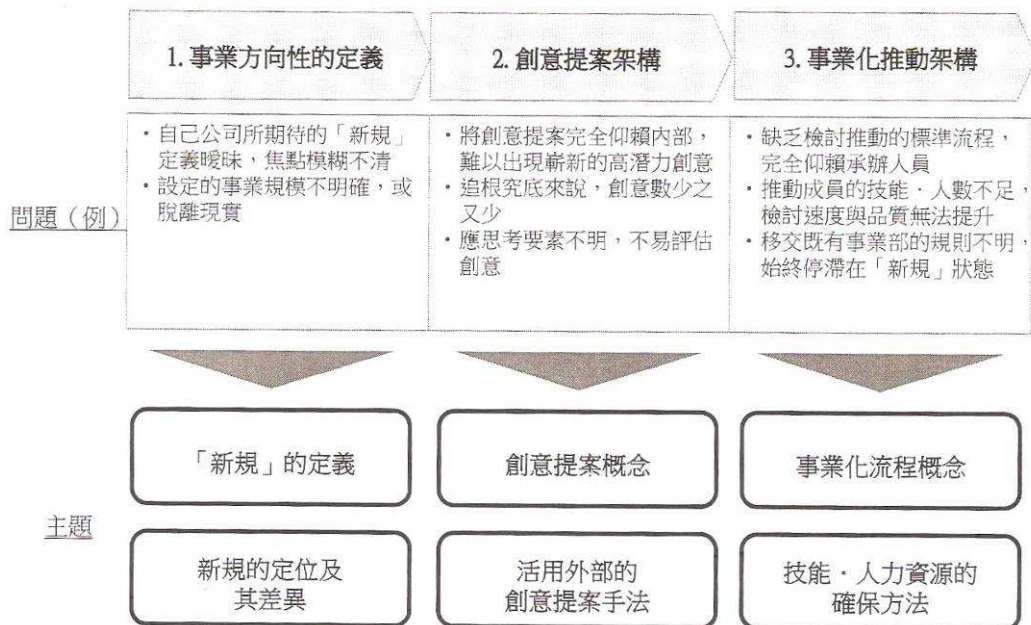 1. 事業方向性的定義
2. 創意提案架構
3. 事業化推動架構
問題（例）
・自己公司所期待的「新規」
定義曖昧，焦點模糊不清
・設定的事業規模不明確，或
脫離現實
・將創意提案完全仰賴內部，
難以出現嶄新的高潛力創意
・追根究底來說，創意數少之
又少
・應思考要素不明，不易評估
創意
・缺乏檢討推動的標準流程，
完全仰賴承辦人員
・推動成員的技能・人數不足，
檢討速度與品質無法提升
・移交既有事業部的規則不明，
始終停滯在「新規」狀態
主題
「新規」的定義
創意提案概念
事業化流程概念
新規的定位及
其差異
活用外部的
創意提案手法
技能・人力資源的
確保方法